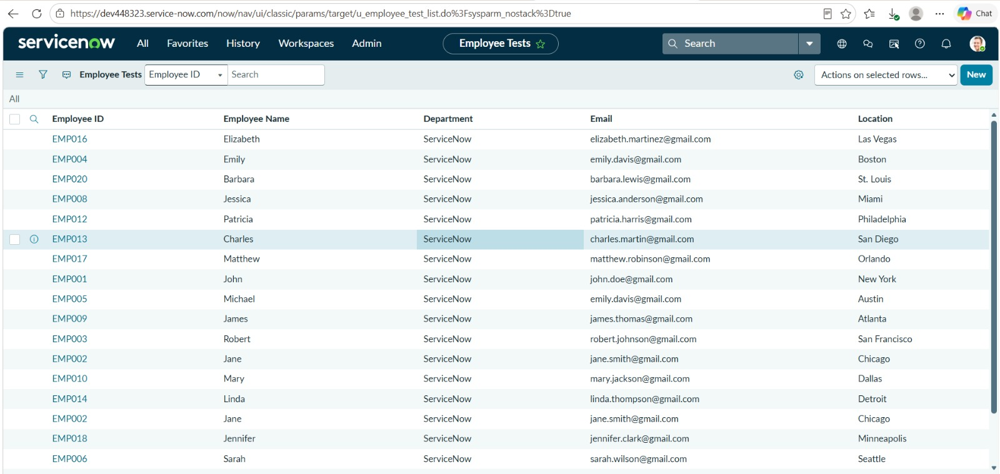 https://dev448323.service-now.com/now/nav/ui/classic/params/target/u_employee_test_list.do%3Fsysparm_nostack%3Dtrue Chat
servicenow All Favorites History Workspaces Admin Employee Tests Search
Employee Tests Employee ID Search Actions on selected rows... New
All
Employee ID Employee Name Department Email Location
EMP016 Elizabeth ServiceNow elizabeth.martinez@gmail.com Las Vegas
EMP004 Emily ServiceNow emily.davis@gmail.com Boston
EMP020 Barbara ServiceNow barbara.lewis@gmail.com St. Louis
EMP008 Jessica ServiceNow jessica.anderson@gmail.com Miami
EMP012 Patricia ServiceNow patricia.harris@gmail.com Philadelphia
EMP013 Charles ServiceNow charles.martin@gmail.com San Diego
EMP017 Matthew ServiceNow matthew.robinson@gmail.com Orlando
EMP001 John ServiceNow john.doe@gmail.com New York
EMP005 Michael ServiceNow emily.davis@gmail.com Austin
EMP009 James ServiceNow james.thomas@gmail.com Atlanta
EMP003 Robert ServiceNow robert.johnson@gmail.com San Francisco
EMP002 Jane ServiceNow jane.smith@gmail.com Chicago
EMP010 Mary ServiceNow mary.jackson@gmail.com Dallas
EMP014 Linda ServiceNow linda.thompson@gmail.com Detroit
EMP002 Jane ServiceNow jane.smith@gmail.com Chicago
EMP018 Jennifer ServiceNow jennifer.clark@gmail.com Minneapolis
EMP006 Sarah ServiceNow sarah.wilson@gmail.com Seattle